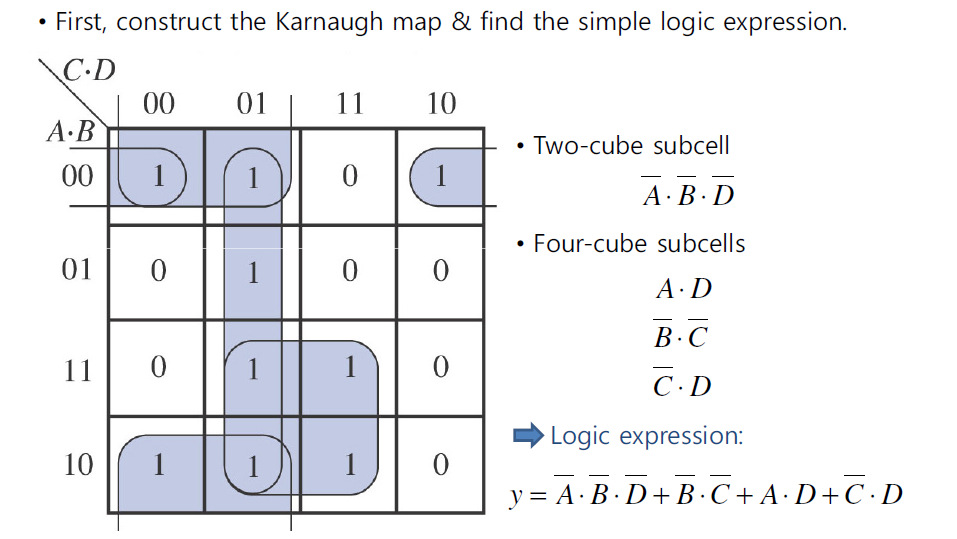 • First, construct the Karnaugh map & find the simple logic expression.
C·D
00 01 11 10
A·B
00 1 1 0 1
01 0 1 0 0
11 0 1 1 0
10 1 1 1 0
• Two-cube subcell
A̅ · B̅ · D̅
• Four-cube subcells
A · D
B̅ · C̅
C̅ · D
Logic expression:
y = A̅ · B̅ · D̅ + B̅ · C̅ + A · D + C̅ · D